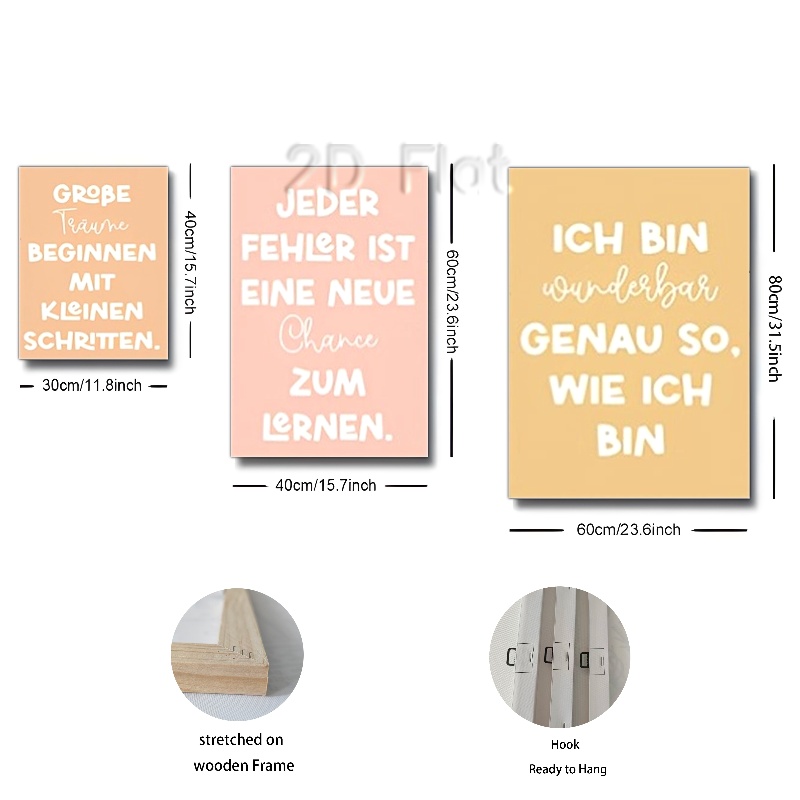 2D Flat
GROßE
Träume
BEGINNEN
MIT
KLeINEN
SCHRITTEN.
40cm/15.7inch
30cm/11.8inch
JEDER
FEHLeR IST
EINE NEUE
Chance
ZUM
LeRNEN.
60cm/23.6inch
40cm/15.7inch
ICH BIN
wunderbar
GENAU SO,
WIE ICH
BIN
80cm/31.5inch
60cm/23.6inch
stretched on
wooden Frame
Hook
Ready to Hang